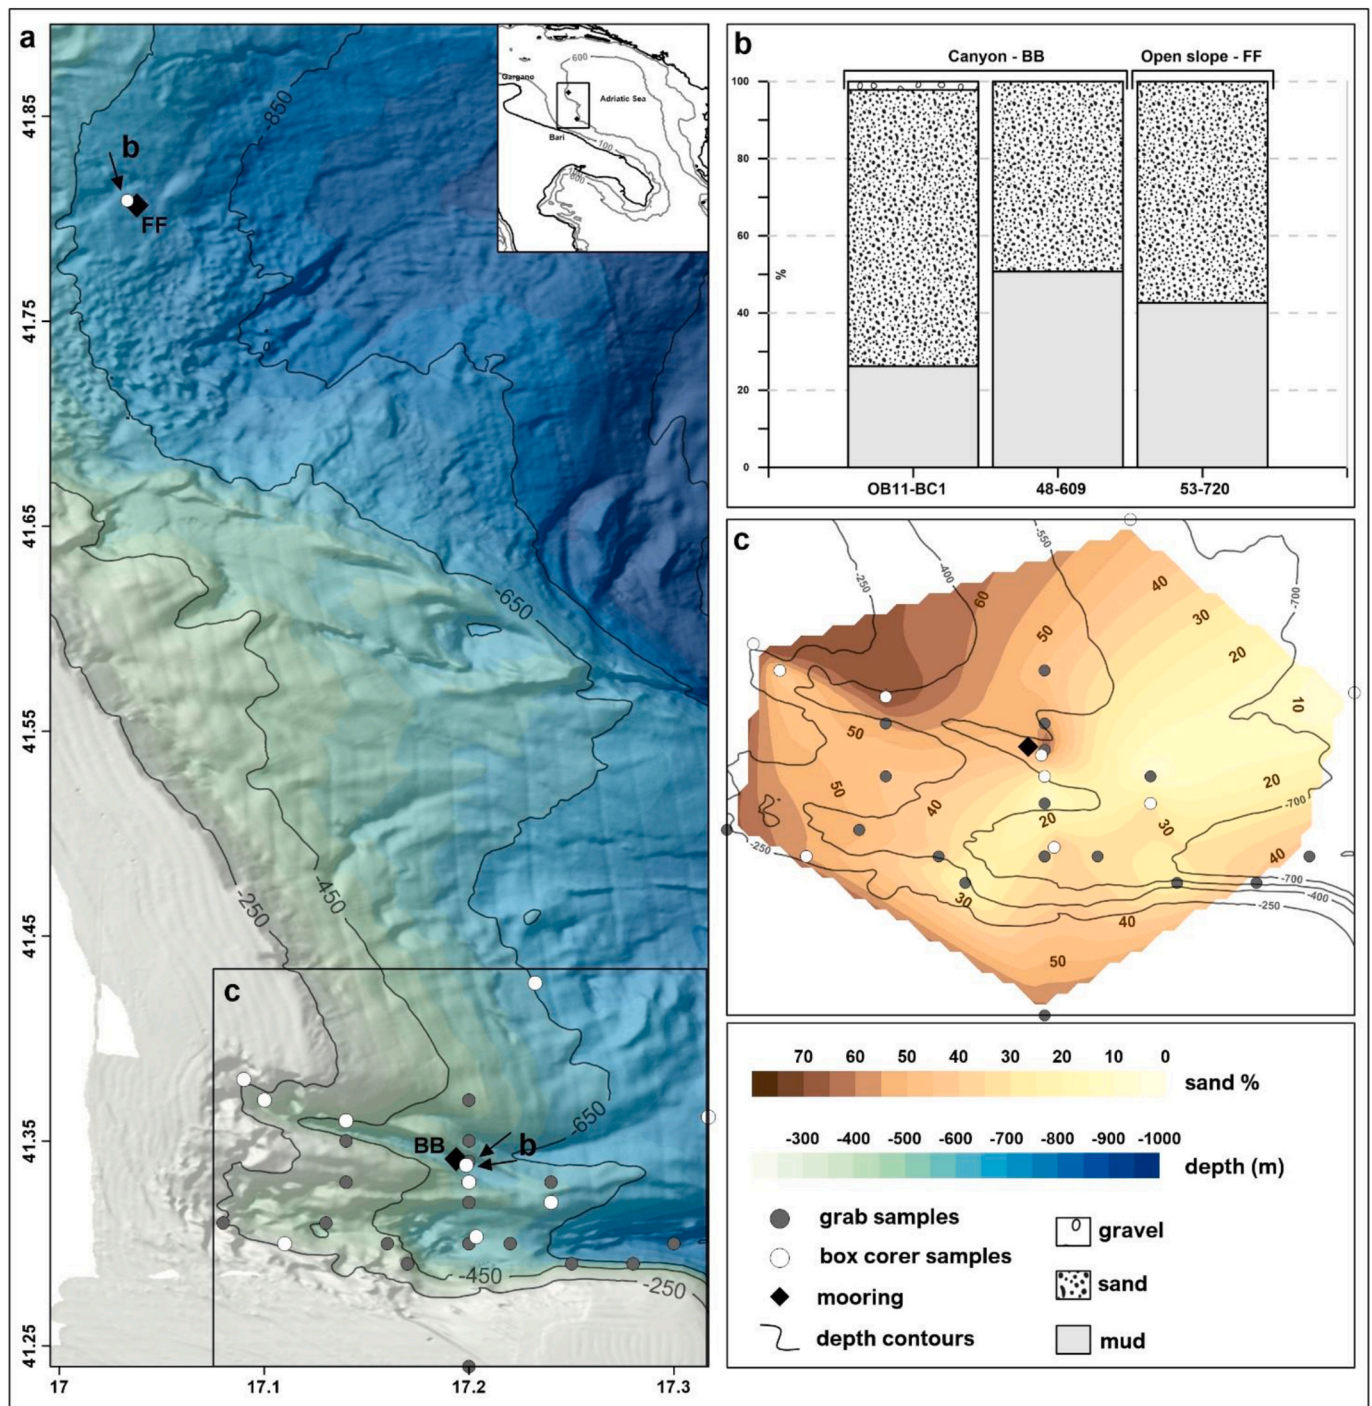 a
-850
41.85
b
FF
600
Gargano
Adriatic Sea
Bari
100
41.75
41.65
-650
41.55
-450
-250
41.45
c
-650
BB
b
41.35
-450
-250
41.25
17
17.1
17.2
17.3
b
Canyon - BB
Open slope - FF
100
80
60
%
40
20
0
OB11-BC1
48-609
53-720
c
-250
-400
-550
-700
60
50
40
30
20
10
50
50
40
20
30
20
-700
-250
30
40
-700
-400
-250
40
50
70 60 50 40 30 20 10 0
sand %
-300 -400 -500 -600 -700 -800 -900 -1000
depth (m)
grab samples
gravel
box corer samples
sand
mooring
depth contours
mud